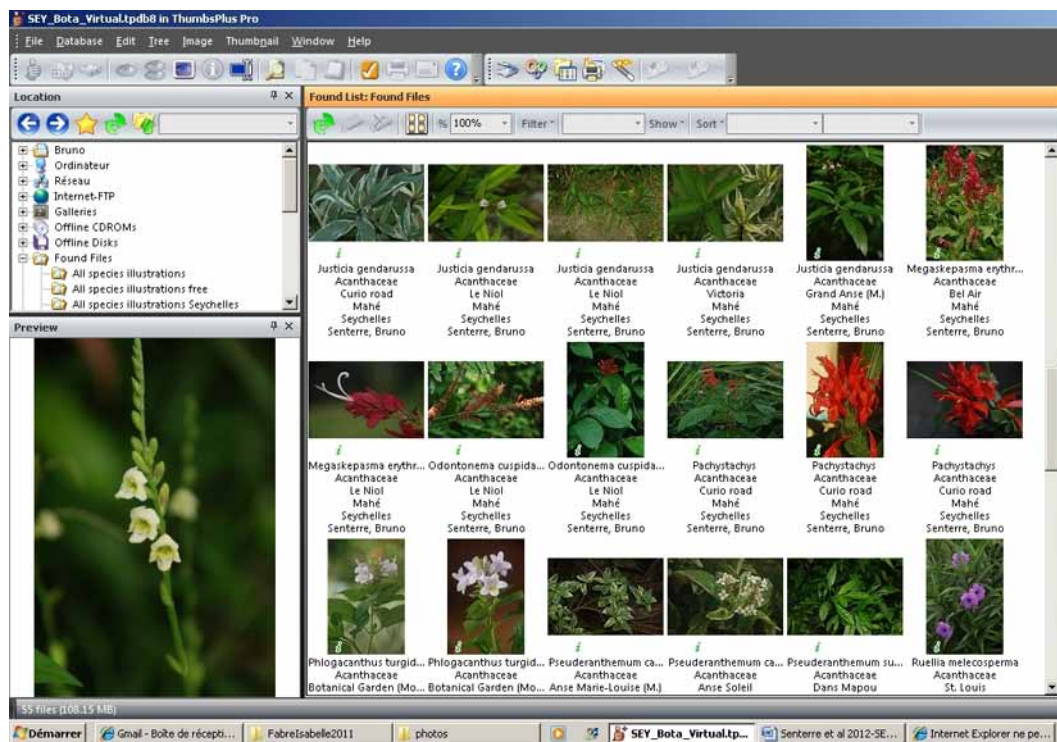 SEY_Bota_Virtual.tpdb8 in ThumbsPlus Pro
File Database Edit Tree Image Thumbnail Window Help
Location
Found List: Found Files
% 100% Filter Show Sort
Bruno
Ordinateur
Réseau
Internet-FTP
Galleries
Offline CDROMs
Offline Disks
Found Files
All species illustrations
All species illustrations free
All species illustrations Seychelles
Preview
Justicia gendarussa
Acanthaceae
Curio road
Mahé
Seychelles
Senterre, Bruno
Justicia gendarussa
Acanthaceae
Le Niol
Mahé
Seychelles
Senterre, Bruno
Justicia gendarussa
Acanthaceae
Le Niol
Mahé
Seychelles
Senterre, Bruno
Justicia gendarussa
Acanthaceae
Victoria
Mahé
Seychelles
Senterre, Bruno
Justicia gendarussa
Acanthaceae
Grand Anse (M.)
Mahé
Seychelles
Senterre, Bruno
Megaskepasma erythr...
Acanthaceae
Bel Air
Mahé
Seychelles
Senterre, Bruno
Megaskepasma erythr...
Acanthaceae
Le Niol
Mahé
Seychelles
Senterre, Bruno
Odontonema cuspida...
Acanthaceae
Le Niol
Mahé
Seychelles
Senterre, Bruno
Odontonema cuspida...
Acanthaceae
Le Niol
Mahé
Seychelles
Senterre, Bruno
Pachystachys
Acanthaceae
Curio road
Mahé
Seychelles
Senterre, Bruno
Pachystachys
Acanthaceae
Curio road
Mahé
Seychelles
Senterre, Bruno
Pachystachys
Acanthaceae
Curio road
Mahé
Seychelles
Senterre, Bruno
Phlogacanthus turgid...
Acanthaceae
Botanical Garden (Mo...
Phlogacanthus turgid...
Acanthaceae
Botanical Garden (Mo...
Pseuderanthemum ca...
Acanthaceae
Anse Marie-Louise (M.)
Pseuderanthemum ca...
Acanthaceae
Anse Soleil
Pseuderanthemum su...
Acanthaceae
Dans Mapou
Ruellia melecosperma
Acanthaceae
St. Louis
55 files (108.15 MB)
Démarrer
Gmail - Boîte de récepti...
FabreIsabelle2011
photos
SEY_Bota_Virtual.tp...
Senterre et al 2012-SE...
Internet Explorer ne pe...